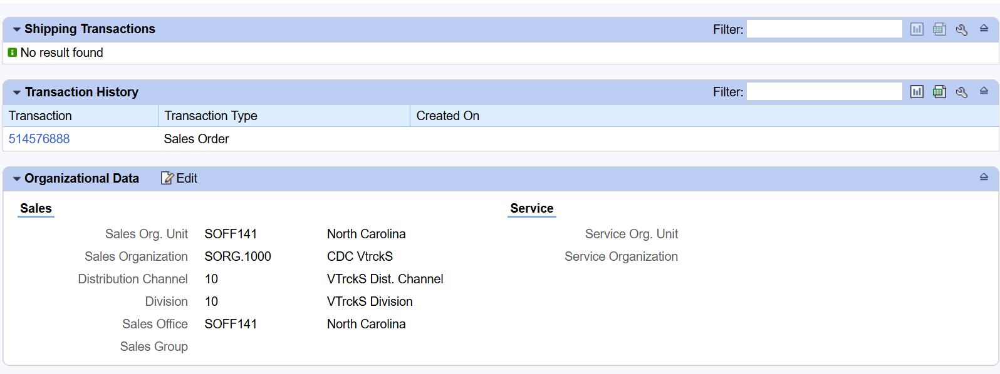 Shipping Transactions Filter:
No result found
Transaction History Filter:
Transaction Transaction Type Created On
514576888 Sales Order
Organizational Data Edit
Sales Service
Sales Org. Unit SOFF141 North Carolina Service Org. Unit
Sales Organization SORG.1000 CDC VtrckS Service Organization
Distribution Channel 10 VTrckS Dist. Channel
Division 10 VTrckS Division
Sales Office SOFF141 North Carolina
Sales Group